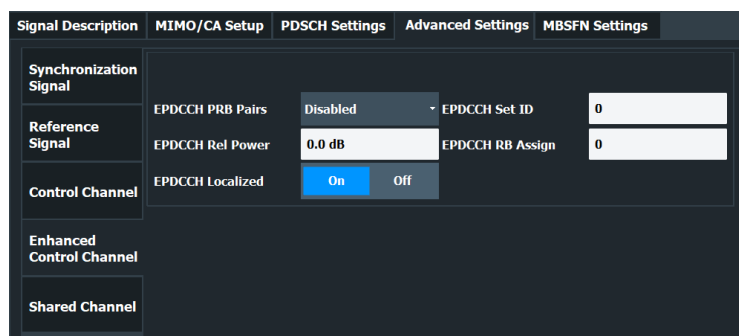 Signal Description MIMO/CA Setup PDSCH Settings Advanced Settings MBSFN Settings
Synchronization
Signal
Reference
Signal
Control Channel
Enhanced
Control Channel
Shared Channel
EPDCCH PRB Pairs Disabled EPDCCH Set ID 0
EPDCCH Rel Power 0.0 dB EPDCCH RB Assign 0
EPDCCH Localized On Off